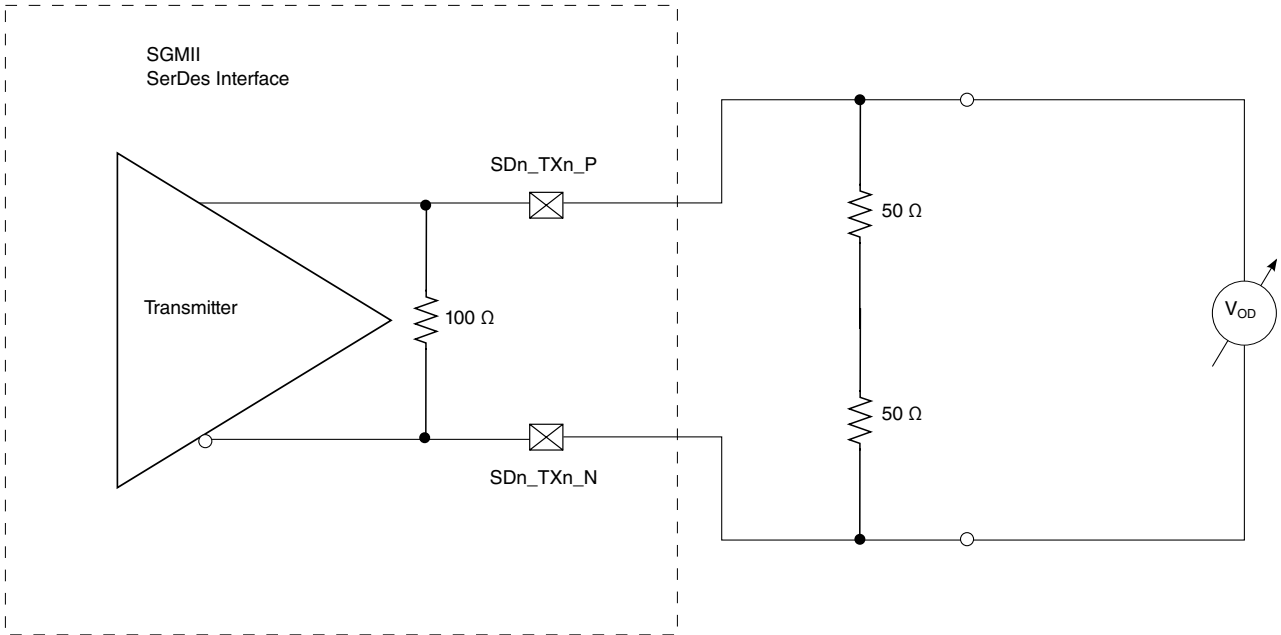 SGMII
SerDes Interface
SDn_TXn_P
50 Ω
Transmitter
100 Ω
VOD
50 Ω
SDn_TXn_N